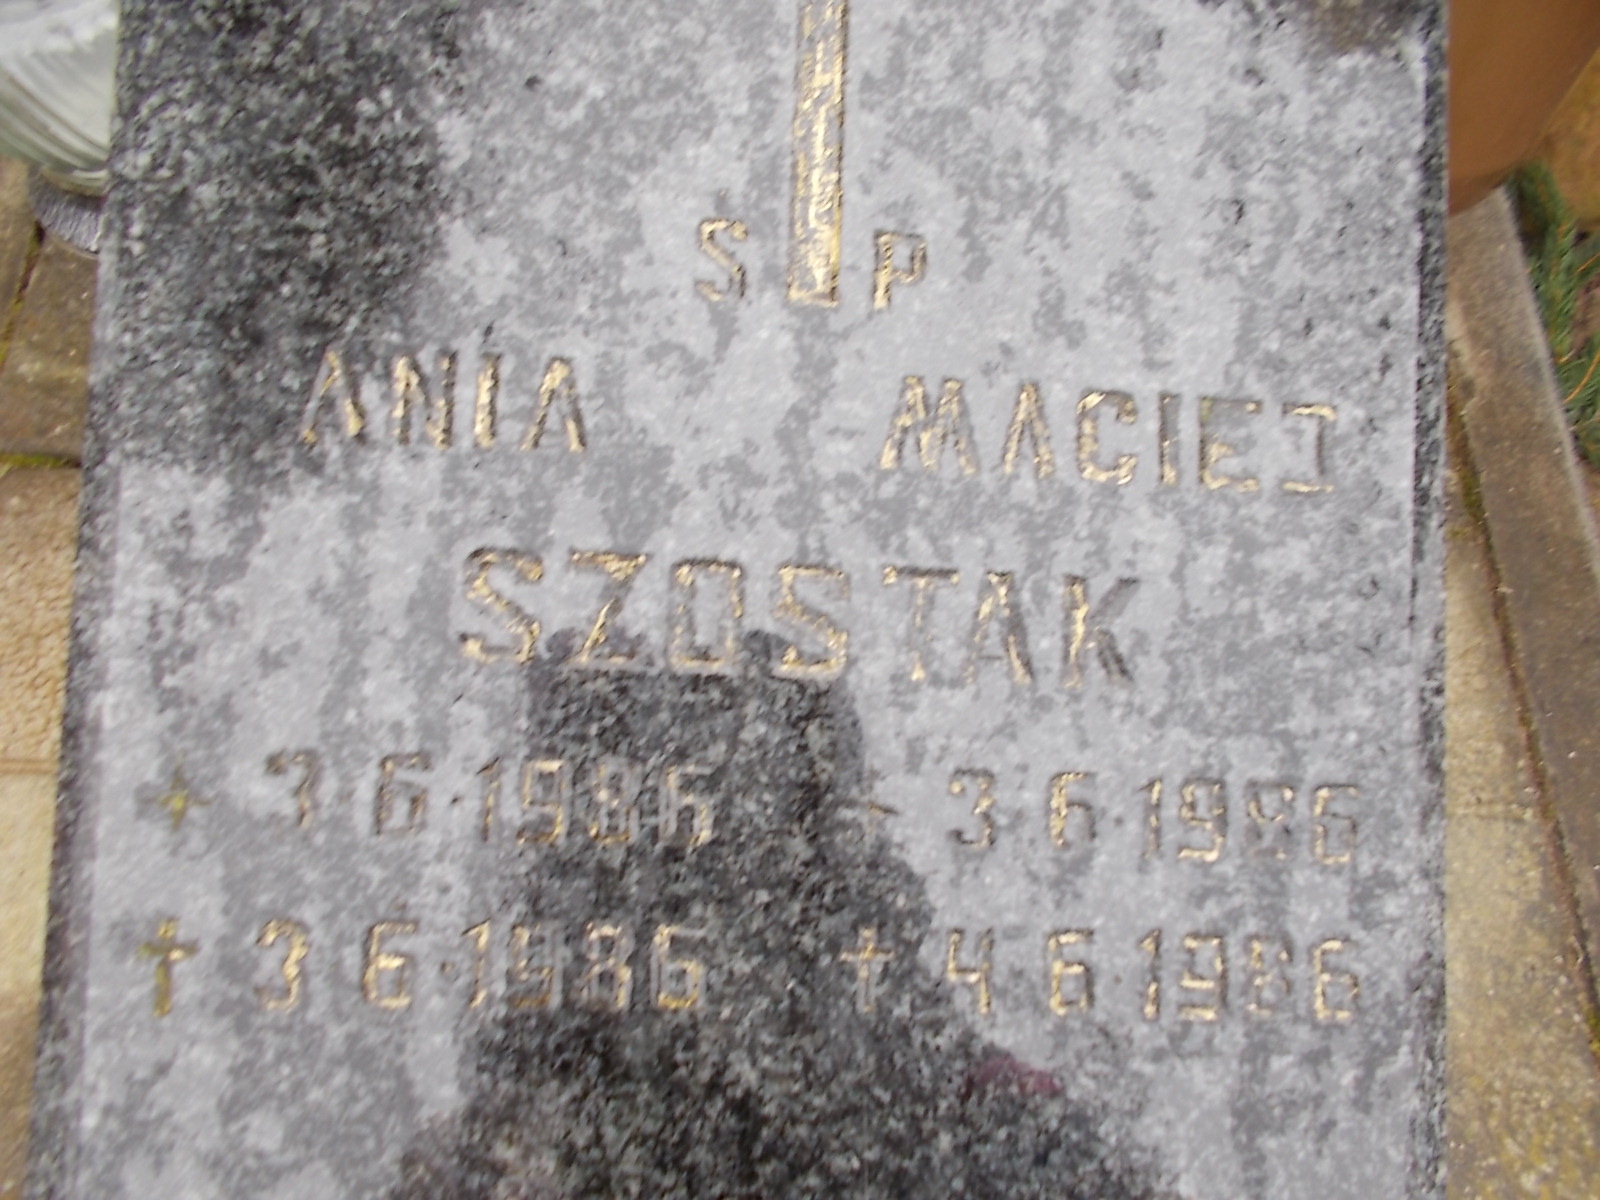 S P
ANIA MACIEJ
SZOSTAK
3 6 1986 3 6 1986
† 3 6 1986 † 4 6 1986